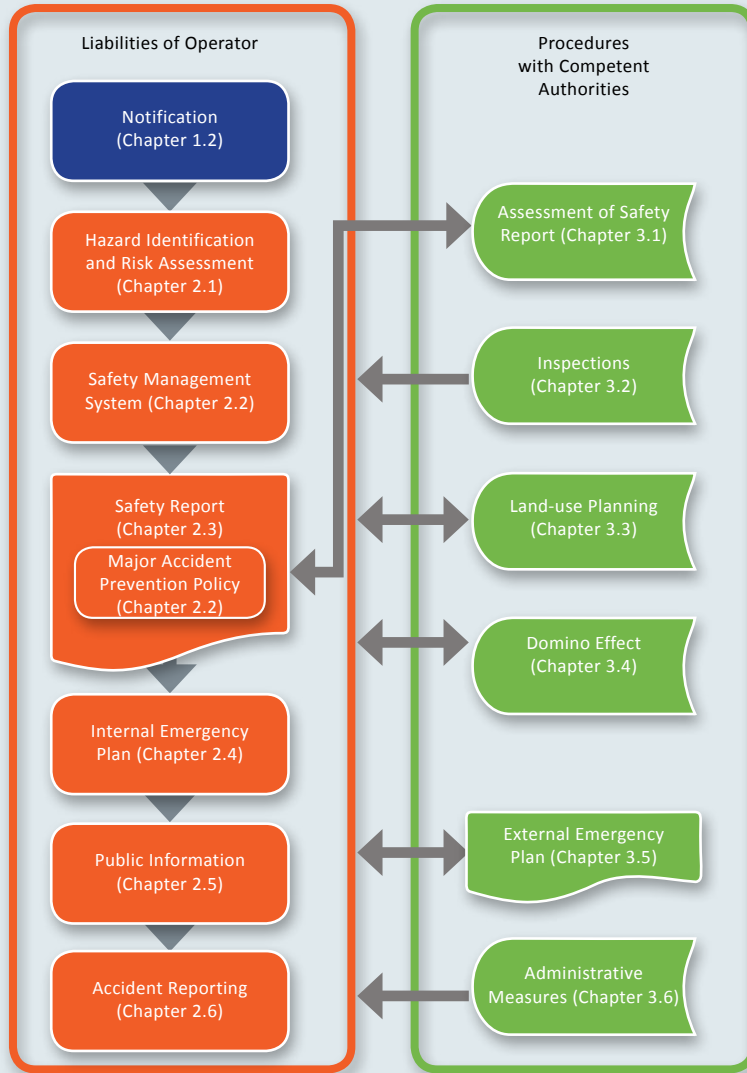 Liabilities of Operator
Notification
(Chapter 1.2)
Hazard Identification
and Risk Assessment
(Chapter 2.1)
Safety Management
System (Chapter 2.2)
Safety Report
(Chapter 2.3)
Major Accident
Prevention Policy
(Chapter 2.2)
Internal Emergency
Plan (Chapter 2.4)
Public Information
(Chapter 2.5)
Accident Reporting
(Chapter 2.6)
Procedures
with Competent
Authorities
Assessment of Safety
Report (Chapter 3.1)
Inspections
(Chapter 3.2)
Land-use Planning
(Chapter 3.3)
Domino Effect
(Chapter 3.4)
External Emergency
Plan (Chapter 3.5)
Administrative
Measures (Chapter 3.6)